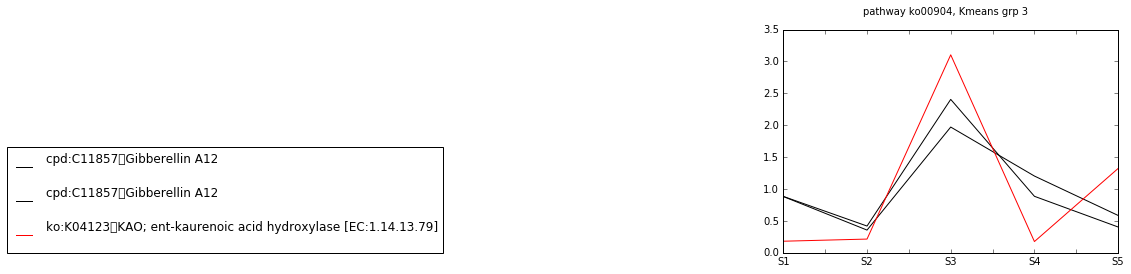 pathway ko00904, Kmeans grp 3
3.5
3.0
2.5
2.0
1.5
1.0
0.5
0.0
S1 S2 S3 S4 S5
cpd:C11857▯Gibberellin A12
cpd:C11857▯Gibberellin A12
ko:K04123▯KAO; ent-kaurenoic acid hydroxylase [EC:1.14.13.79]